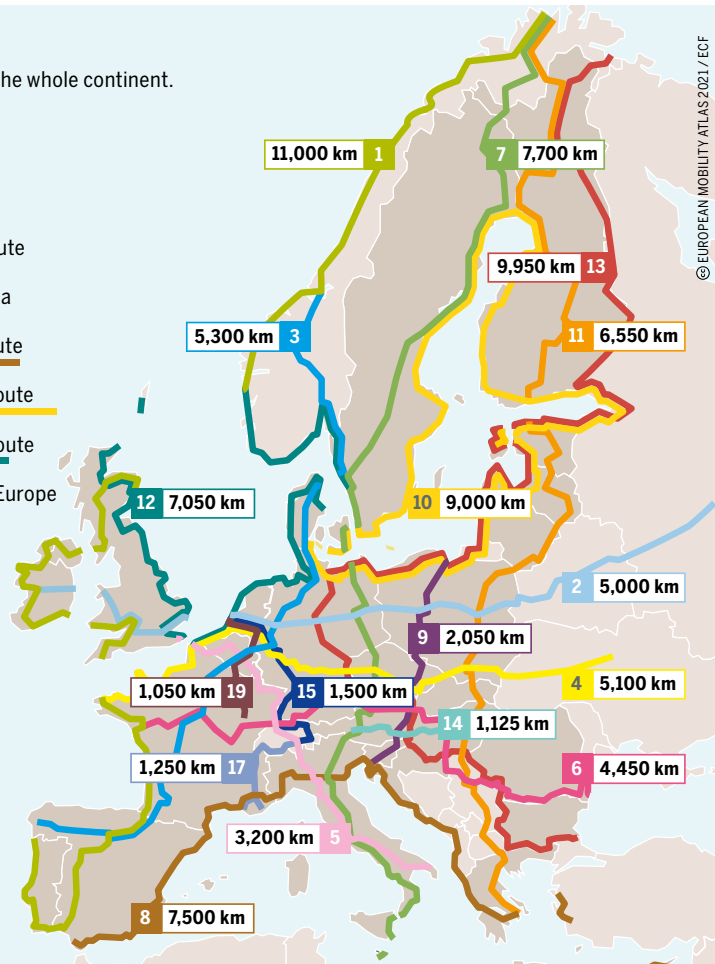 he whole continent.
© EUROPEAN MOBILITY ATLAS 2021 / ECF
11,000 km 1
7 7,700 km
ute
9,950 km 13
a
5,300 km 3
11 6,550 km
ute
oute
oute
Europe
12 7,050 km
10 9,000 km
2 5,000 km
9 2,050 km
1,050 km 19
15 1,500 km
4 5,100 km
14 1,125 km
1,250 km 17
6 4,450 km
3,200 km 5
8 7,500 km